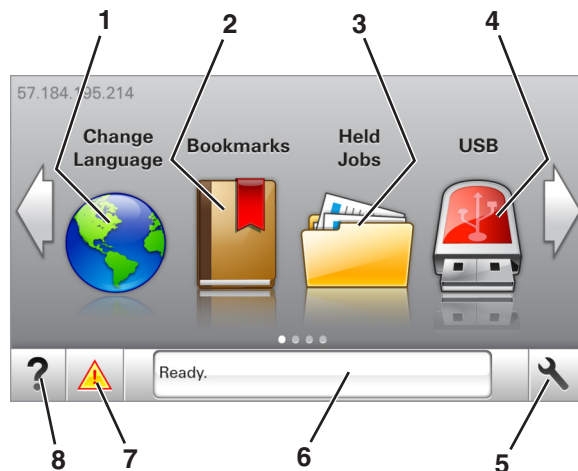 1 2 3 4
57.184.195.214
Change
Language
Bookmarks
Held
Jobs
USB
?
Ready.
8 7 6 5